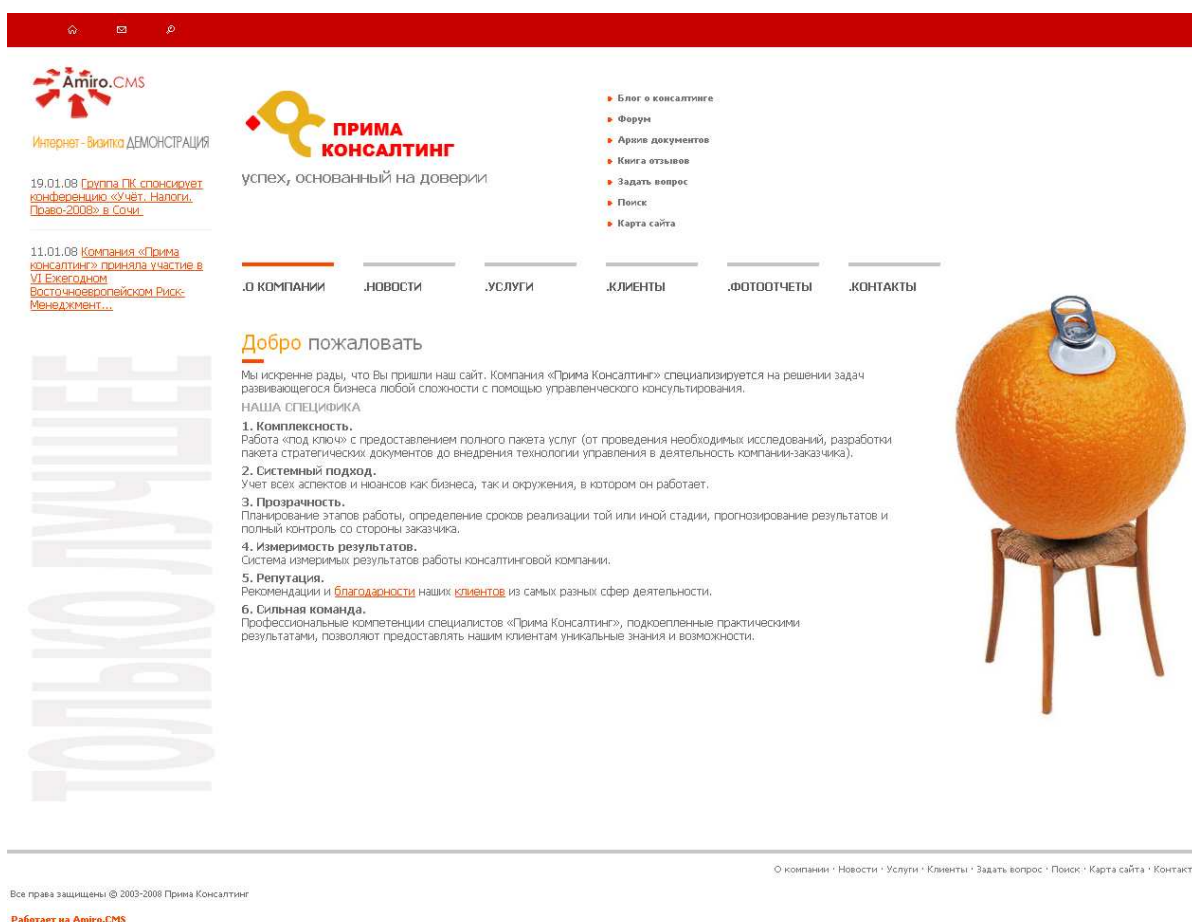 Amiro.CMS
Интернет - Визитка ДЕМОНСТРАЦИЯ
19.01.08 Группа ПК спонсирует
конференцию «Учёт. Налоги.
Право-2008» в Сочи
11.01.08 Компания «Прима
консалтинг» приняла участие в
VI Ежегодном
Восточноевропейском Риск-
Менеджмент...
ТОЛЬКО ЛУЧШЕЕ
ПРИМА
КОНСАЛТИНГ
успех, основанный на доверии
Блог о консалтинге
Форум
Архив документов
Книга отзывов
Задать вопрос
Поиск
Карта сайта
.О КОМПАНИИ .НОВОСТИ .УСЛУГИ .КЛИЕНТЫ .ФОТООТЧЕТЫ .КОНТАКТЫ
Добро пожаловать
Мы искренне рады, что Вы пришли наш сайт. Компания «Прима Консалтинг» специализируется на решении задач
развивающегося бизнеса любой сложности с помощью управленческого консультирования.
НАША СПЕЦИФИКА
1. Комплексность.
Работа «под ключ» с предоставлением полного пакета услуг (от проведения необходимых исследований, разработки
пакета стратегических документов до внедрения технологии управления в деятельность компании-заказчика).
2. Системный подход.
Учет всех аспектов и нюансов как бизнеса, так и окружения, в котором он работает.
3. Прозрачность.
Планирование этапов работы, определение сроков реализации той или иной стадии, прогнозирование результатов и
полный контроль со стороны заказчика.
4. Измеримость результатов.
Система измеримых результатов работы консалтинговой компании.
5. Репутация.
Рекомендации и благодарности наших клиентов из самых разных сфер деятельности.
6. Сильная команда.
Профессиональные компетенции специалистов «Прима Консалтинг», подкоепленные практическими
результатами, позволяют предоставлять нашим клиентам уникальные знания и возможности.
О компании · Новости · Услуги · Клиенты · Задать вопрос · Поиск · Карта сайта · Контакт
Все права защищены © 2003-2008 Прима Консалтинг
Работает на Amiro.CMS